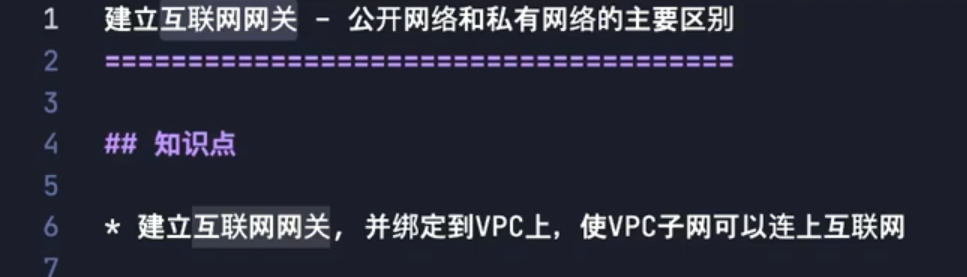 1 建立互联网网关 - 公开网络和私有网络的主要区别
2 ======================================
3
4 ## 知识点
5
6 * 建立互联网网关, 并绑定到VPC上，使VPC子网可以连上互联网
7